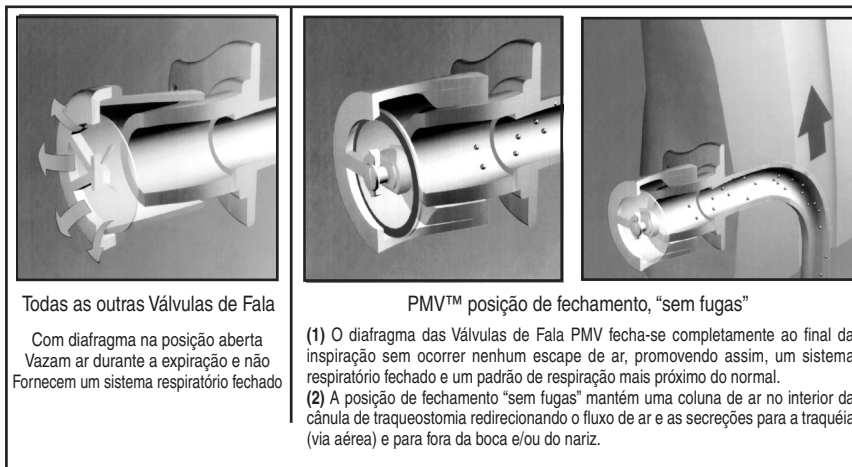 Todas as outras Válvulas de Fala
Com diafragma na posição aberta
Vazam ar durante a expiração e não
Fornecem um sistema respiratório fechado
PMV™ posição de fechamento, “sem fugas”
(1) O diafragma das Válvulas de Fala PMV fecha-se completamente ao final da
inspiração sem ocorrer nenhum escape de ar, promovendo assim, um sistema
respiratório fechado e um padrão de respiração mais próximo do normal.
(2) A posição de fechamento “sem fugas” mantém uma coluna de ar no interior da
cânula de traqueostomia redirecionando o fluxo de ar e as secreções para a traquéia
(via aérea) e para fora da boca e/ou do nariz.